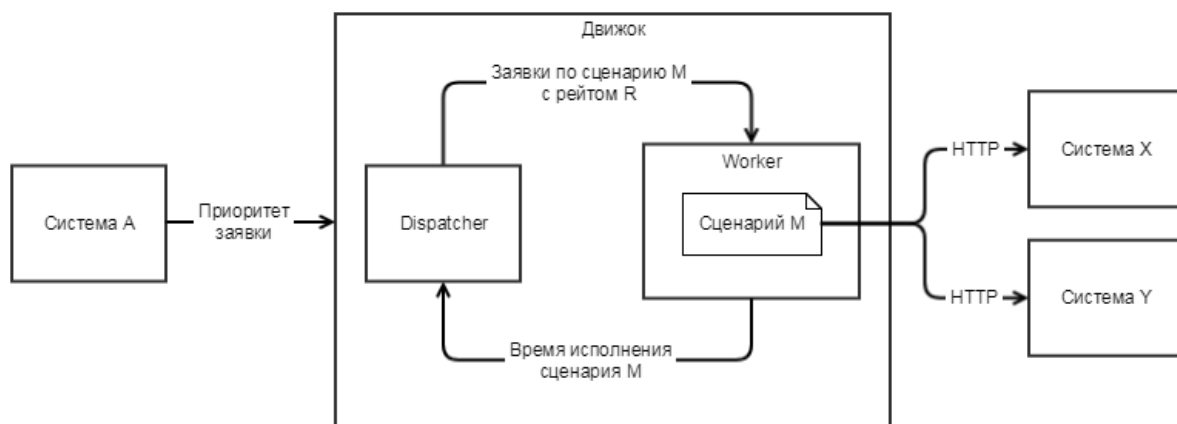 Движок
Заявки по сценарию М
с рейтом R
Worker
HTTP
Система X
Система А
Приоритет
заявки
Dispatcher
Сценарий М
HTTP
Система Y
Время исполнения
сценария М